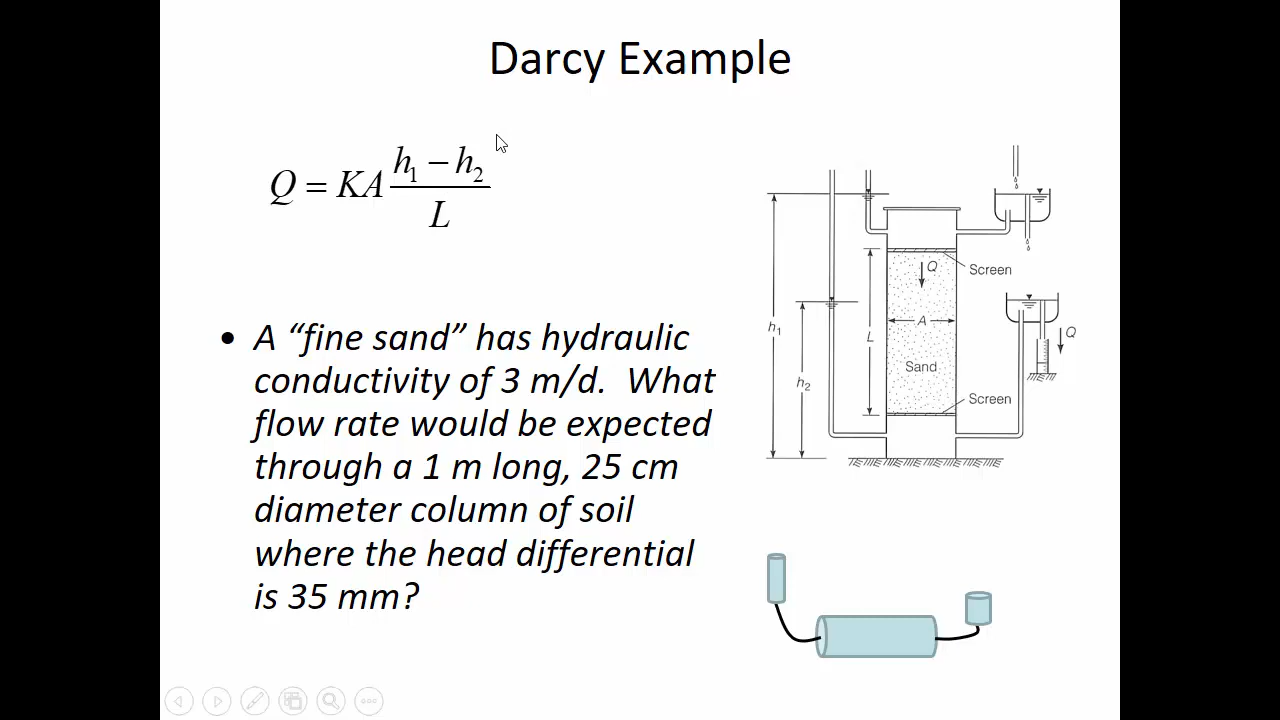 Darcy Example
Q = KA (h₁ − h₂) / L
• A “fine sand” has hydraulic
conductivity of 3 m/d. What
flow rate would be expected
through a 1 m long, 25 cm
diameter column of soil
where the head differential
is 35 mm?
Screen
Q
A
L
h₁
h₂
Sand
Screen
Q